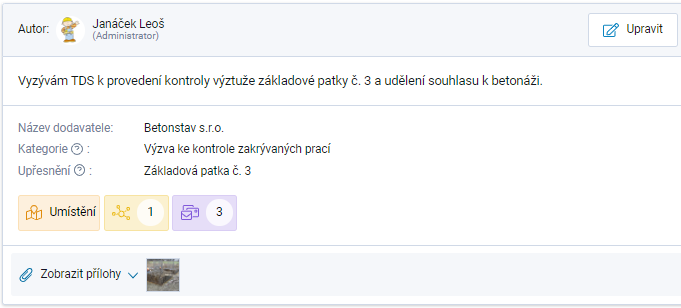 Autor: Janáček Leoš
(Administrator)
Upravit
Vyzývám TDS k provedení kontroly výztuže základové patky č. 3 a udělení souhlasu k betonáži.
Název dodavatele: Betonstav s.r.o.
Kategorie ? : Výzva ke kontrole zakrývaných prací
Upřesnění ? : Základová patka č. 3
Umístění 1 3
Zobrazit přílohy